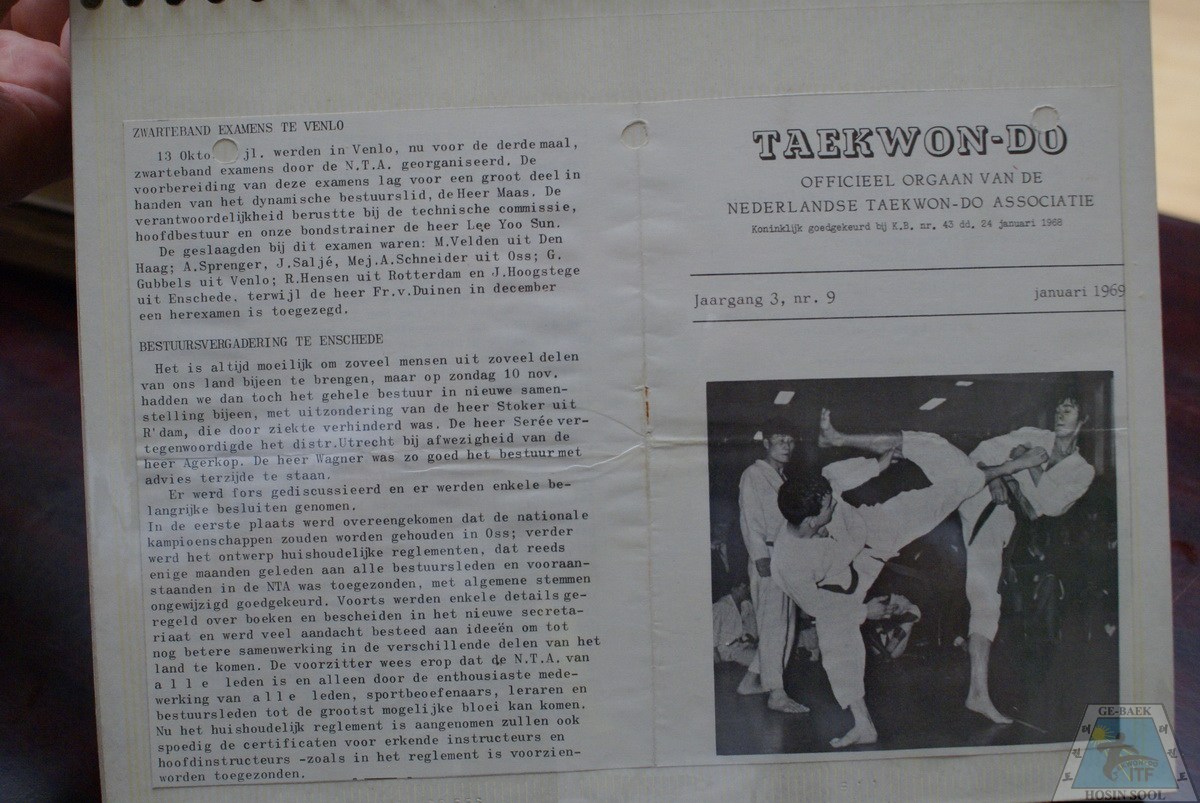 ZWARTEBAND EXAMENS TE VENLO
13 Okto jl. werden in Venlo, nu voor de derde maal,
zwarteband examens door de N.T.A. georganiseerd. De
voorbereiding van deze examens lag voor een groot deel in
handen van het dynamische bestuurslid, de Heer Maas. De
verantwoordelijkheid berustte bij de technische commissie,
hoofdbestuur en onze bondstrainer de heer Lee Yoo Sun.
De geslaagden bij dit examen waren: M.Velden uit Den
Haag; A.Sprenger, J.Saljé, Mej.A.Schneider uit Oss; G.
Gubbels uit Venlo; R.Hensen uit Rotterdam en J.Hoogstege
uit Enschede, terwijl de heer Fr.v.Duinen in december
een herexamen is toegezegd.
BESTUURSVERGADERING TE ENSCHEDE
Het is altijd moeilijk om zoveel mensen uit zoveel delen
van ons land bijeen te brengen, maar op zondag 10 nov.
hadden we dan toch het gehele bestuur in nieuwe samen-
stelling bijeen, met uitzondering van de heer Stoker uit
R'dam, die door ziekte verhinderd was. De heer Serée ver-
tegenwoordigde het distr.Utrecht bij afwezigheid van de
heer Agerkop. De heer Wagner was zo goed het bestuur met
advies terzijde te staan.
Er werd fors gediscussieerd en er werden enkele be-
langrijke besluiten genomen.
In de eerste plaats werd overeengekomen dat de nationale
kampioenschappen zouden worden gehouden in Oss; verder
werd het ontwerp huishoudelijke reglementen, dat reeds
enige maanden geleden aan alle bestuursleden en vooraan-
staanden in de NTA was toegezonden, met algemene stemmen
ongewijzigd goedgekeurd. Voorts werden enkele details ge-
regeld over boeken en bescheiden in het nieuwe secreta-
riaat en werd veel aandacht besteed aan ideeën om tot
nog betere samenwerking in de verschillende delen van het
land te komen. De voorzitter wees erop dat de N.T.A. van
a l l e leden is en alleen door de enthousiaste mede-
werking van a l l e leden, sportbeoefenaars, leraren en
bestuursleden tot de grootst mogelijke bloei kan komen.
Nu het huishoudelijk reglement is aangenomen zullen ook
spoedig de certificaten voor erkende instructeurs en
hoofdinstructeurs -zoals in het reglement is voorzien-
worden toegezonden.
TAEKWON-DO
OFFICIEEL ORGAAN VAN DE
NEDERLANDSE TAEKWON-DO ASSOCIATIE
Koninklijk goedgekeurd bij K.B. nr. 43 dd. 24 januari 1968
Jaargang 3, nr. 9
januari 1969
GE-BAEK
ITF
HOSIN SOOL